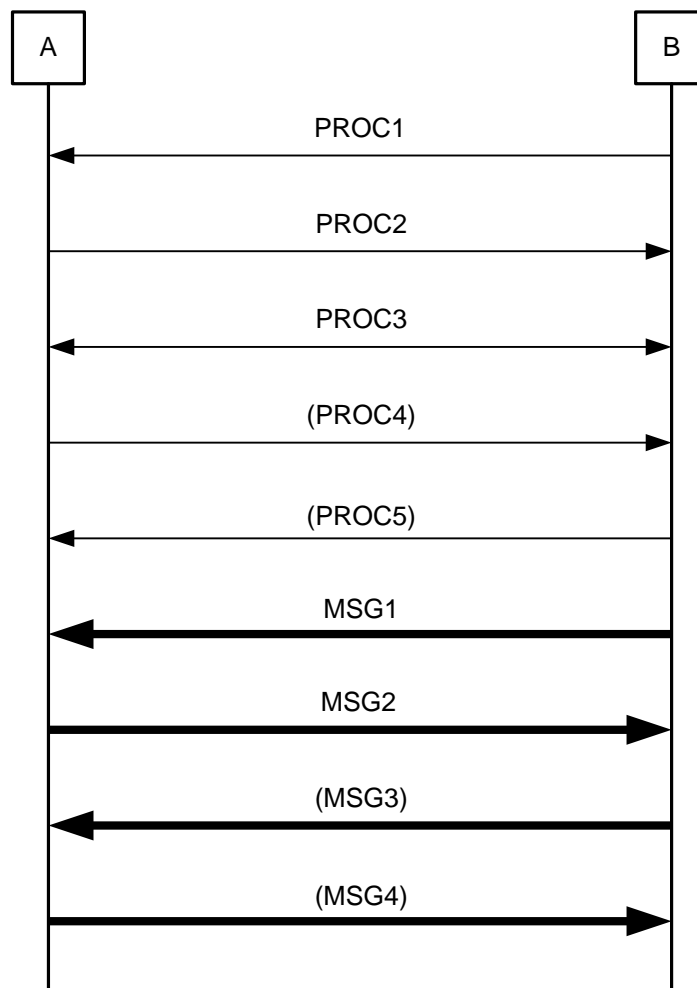 A
B
PROC1
PROC2
PROC3
(PROC4)
(PROC5)
MSG1
MSG2
(MSG3)
(MSG4)